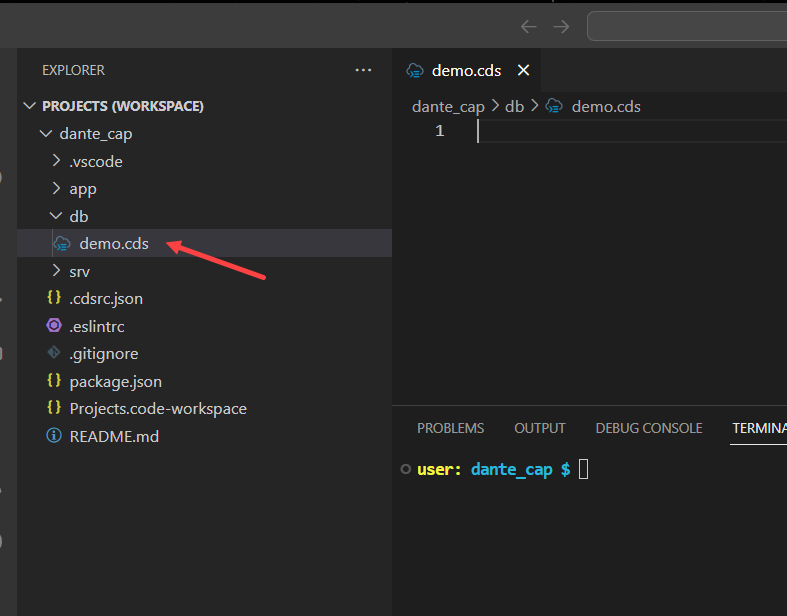 EXPLORER
PROJECTS (WORKSPACE)
dante_cap
.vscode
app
db
demo.cds
srv
.cdsrc.json
.eslintrc
.gitignore
package.json
Projects.code-workspace
README.md
demo.cds
dante_cap > db > demo.cds
1
PROBLEMS OUTPUT DEBUG CONSOLE TERMINA
user: dante_cap $